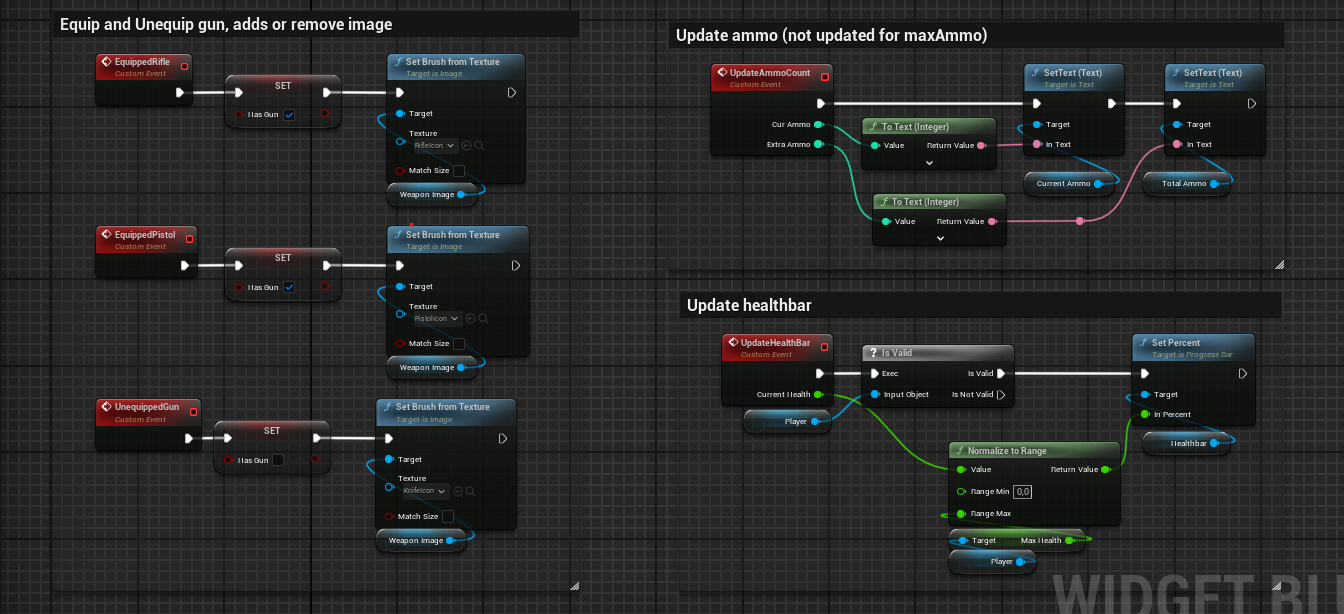 Equip and Unequip gun, adds or remove image
EquippedRifle
Custom Event
SET
Has Gun
Set Brush from Texture
Target is Image
Target
Texture
RifleIcon
Match Size
Weapon Image
EquippedPistol
Custom Event
SET
Has Gun
Set Brush from Texture
Target is Image
Target
Texture
PistolIcon
Match Size
Weapon Image
UnequippedGun
Custom Event
SET
Has Gun
Set Brush from Texture
Target is Image
Target
Texture
KnifeIcon
Match Size
Weapon Image
Update ammo (not updated for maxAmmo)
UpdateAmmoCount
Custom Event
Cur Ammo
Extra Ammo
To Text (Integer)
Value Return Value
To Text (Integer)
Value Return Value
SetText (Text)
Target is Text
Target
In Text
Current Ammo
SetText (Text)
Target is Text
Target
In Text
Total Ammo
Update healthbar
UpdateHealthBar
Custom Event
Current Health
Player
? Is Valid
Exec Is Valid
Input Object Is Not Valid
Set Percent
Target is Progress Bar
Target
In Percent
Healthbar
Normalize to Range
Value Return Value
Range Min 0,0
Range Max
Target Max Health
Player
WIDGET BL